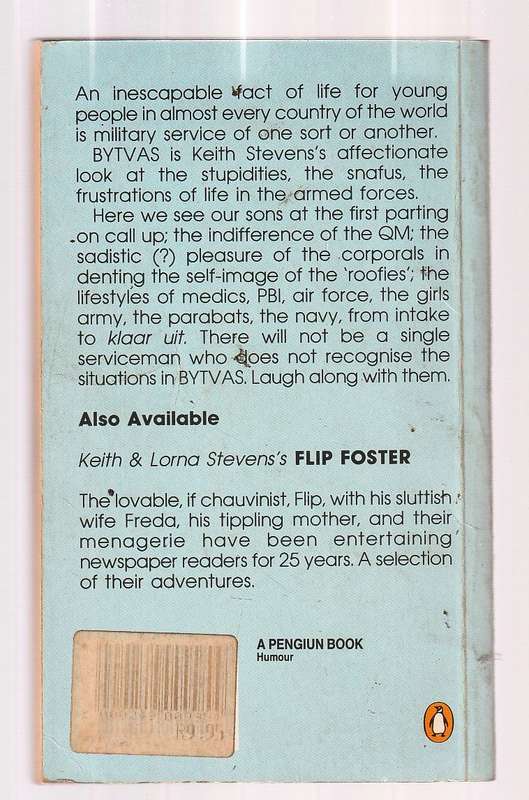 An inescapable fact of life for young
people in almost every country of the world
is military service of one sort or another.
BYTVAS is Keith Stevens's affectionate
look at the stupidities, the snafus, the
frustrations of life in the armed forces.
Here we see our sons at the first parting
on call up; the indifference of the QM; the
sadistic (?) pleasure of the corporals in
denting the self-image of the 'roofies'; the
lifestyles of medics, PBI, air force, the girls
army, the parabats, the navy, from intake
to klaar uit. There will not be a single
serviceman who does not recognise the
situations in BYTVAS. Laugh along with them.
Also Available
Keith & Lorna Stevens's FLIP FOSTER
The lovable, if chauvinist, Flip, with his sluttish
wife Freda, his tippling mother, and their
menagerie have been entertaining
newspaper readers for 25 years. A selection
of their adventures.
A PENGIUN BOOK
Humour
R9.95